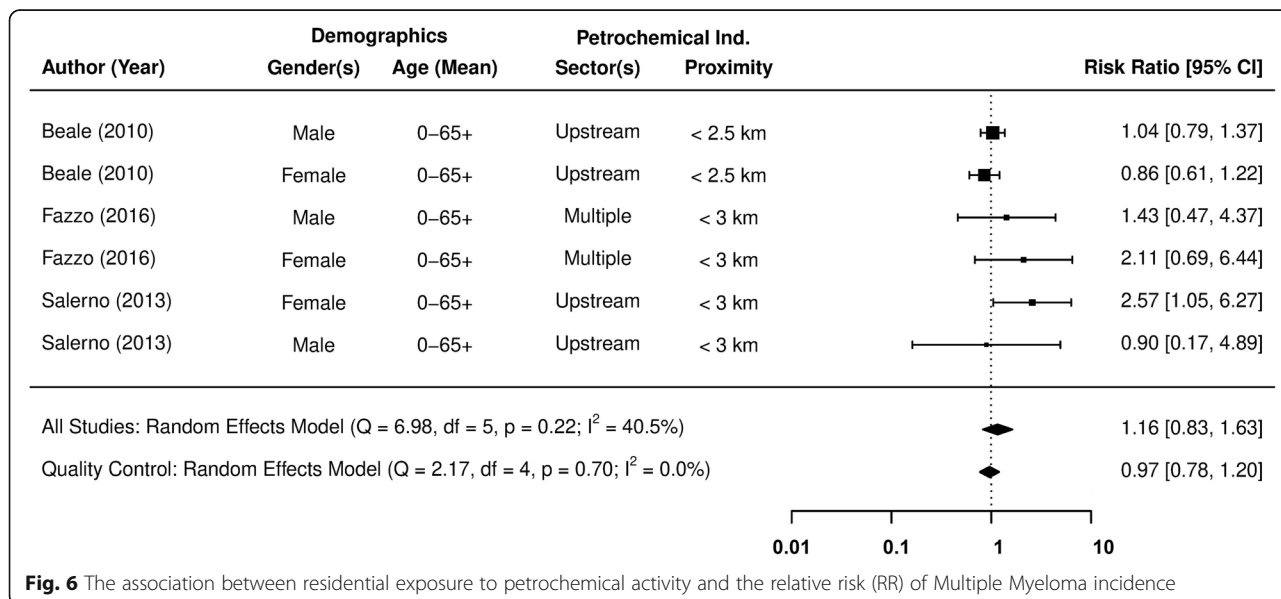 Demographics Petrochemical Ind.
Author (Year) Gender(s) Age (Mean) Sector(s) Proximity Risk Ratio [95% CI]
Beale (2010) Male 0−65+ Upstream < 2.5 km 1.04 [0.79, 1.37]
Beale (2010) Female 0−65+ Upstream < 2.5 km 0.86 [0.61, 1.22]
Fazzo (2016) Male 0−65+ Multiple < 3 km 1.43 [0.47, 4.37]
Fazzo (2016) Female 0−65+ Multiple < 3 km 2.11 [0.69, 6.44]
Salerno (2013) Female 0−65+ Upstream < 3 km 2.57 [1.05, 6.27]
Salerno (2013) Male 0−65+ Upstream < 3 km 0.90 [0.17, 4.89]
All Studies: Random Effects Model (Q = 6.98, df = 5, p = 0.22; I² = 40.5%) 1.16 [0.83, 1.63]
Quality Control: Random Effects Model (Q = 2.17, df = 4, p = 0.70; I² = 0.0%) 0.97 [0.78, 1.20]
0.01 0.1 1 10
Fig. 6 The association between residential exposure to petrochemical activity and the relative risk (RR) of Multiple Myeloma incidence